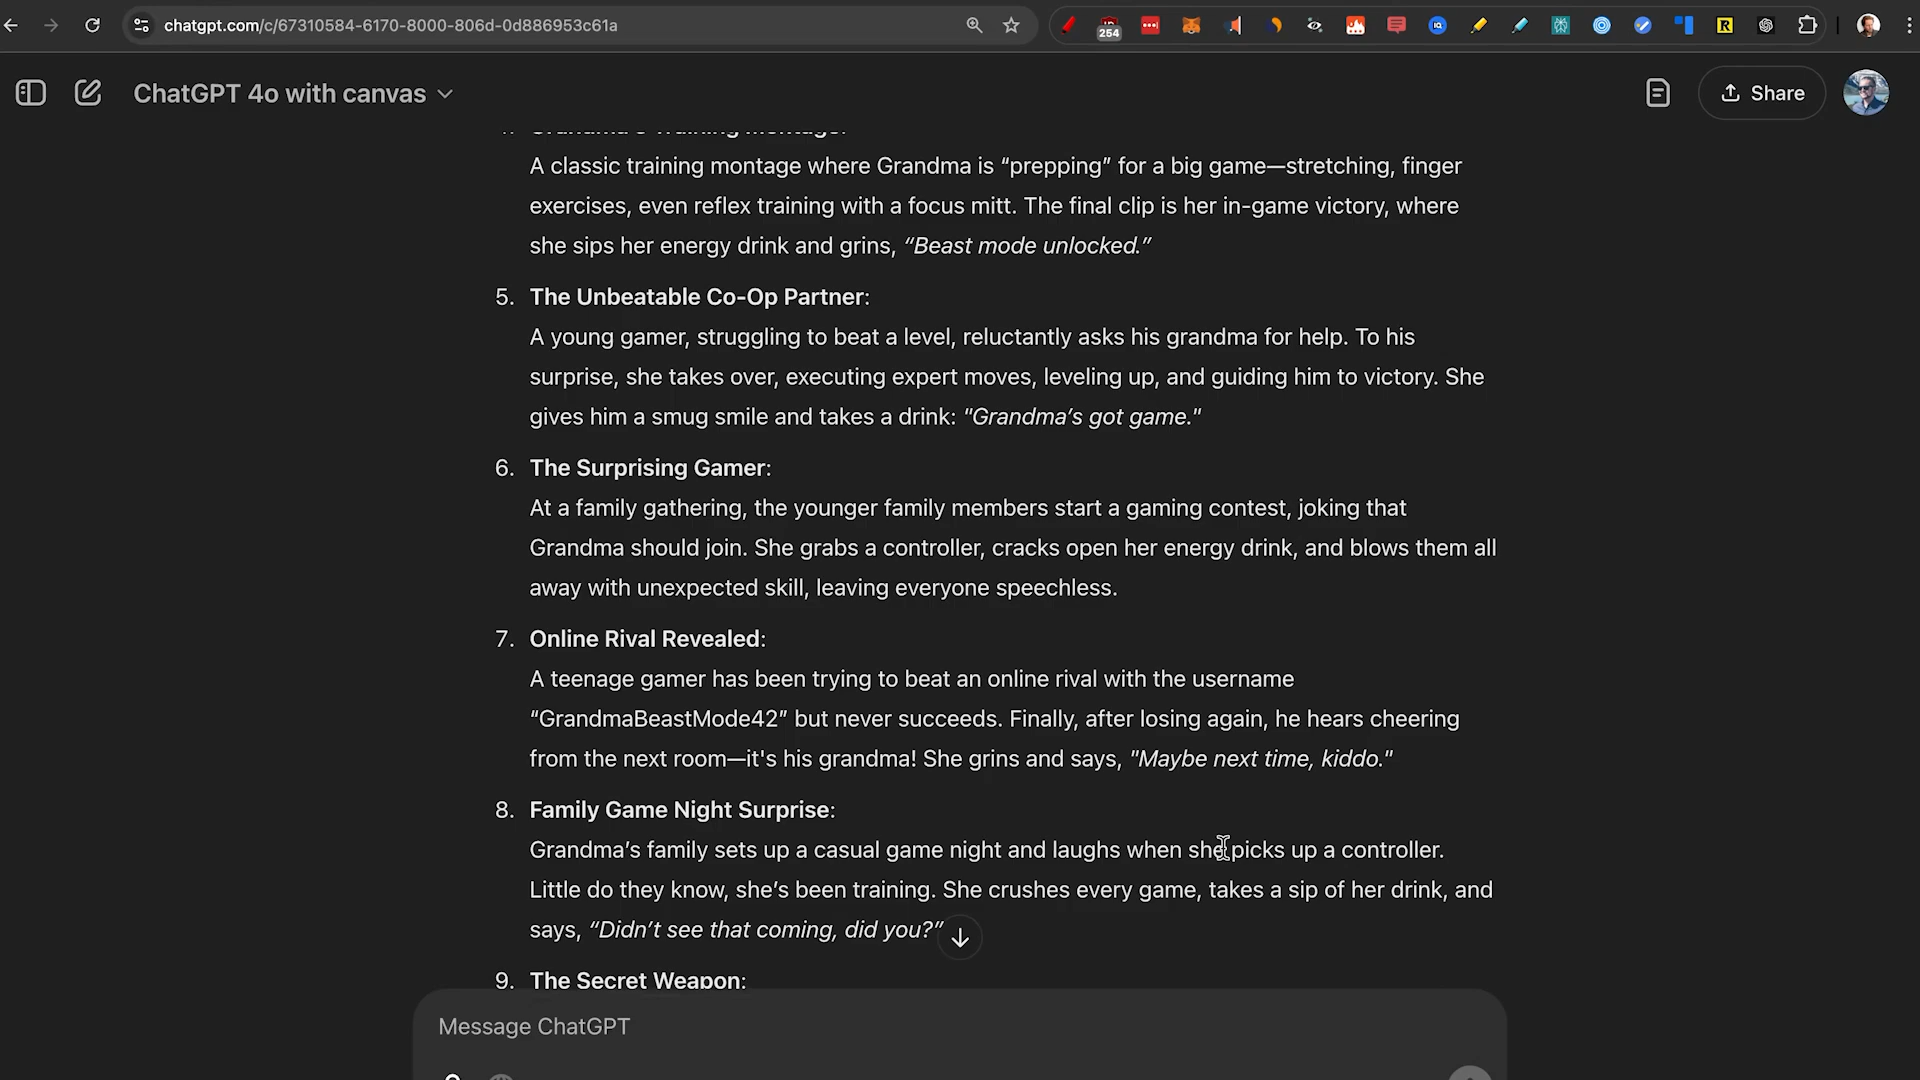 chatgpt.com/c/67310584-6170-8000-806d-0d886953c61a
254
ChatGPT 4o with canvas
Share
4. Grandma's Training Montage:
A classic training montage where Grandma is “prepping” for a big game—stretching, finger
exercises, even reflex training with a focus mitt. The final clip is her in-game victory, where
she sips her energy drink and grins, “Beast mode unlocked.”
5. The Unbeatable Co-Op Partner:
A young gamer, struggling to beat a level, reluctantly asks his grandma for help. To his
surprise, she takes over, executing expert moves, leveling up, and guiding him to victory. She
gives him a smug smile and takes a drink: "Grandma’s got game."
6. The Surprising Gamer:
At a family gathering, the younger family members start a gaming contest, joking that
Grandma should join. She grabs a controller, cracks open her energy drink, and blows them all
away with unexpected skill, leaving everyone speechless.
7. Online Rival Revealed:
A teenage gamer has been trying to beat an online rival with the username
“GrandmaBeastMode42” but never succeeds. Finally, after losing again, he hears cheering
from the next room—it's his grandma! She grins and says, "Maybe next time, kiddo."
8. Family Game Night Surprise:
Grandma’s family sets up a casual game night and laughs when she picks up a controller.
Little do they know, she’s been training. She crushes every game, takes a sip of her drink, and
says, “Didn’t see that coming, did you?”
9. The Secret Weapon:
Message ChatGPT